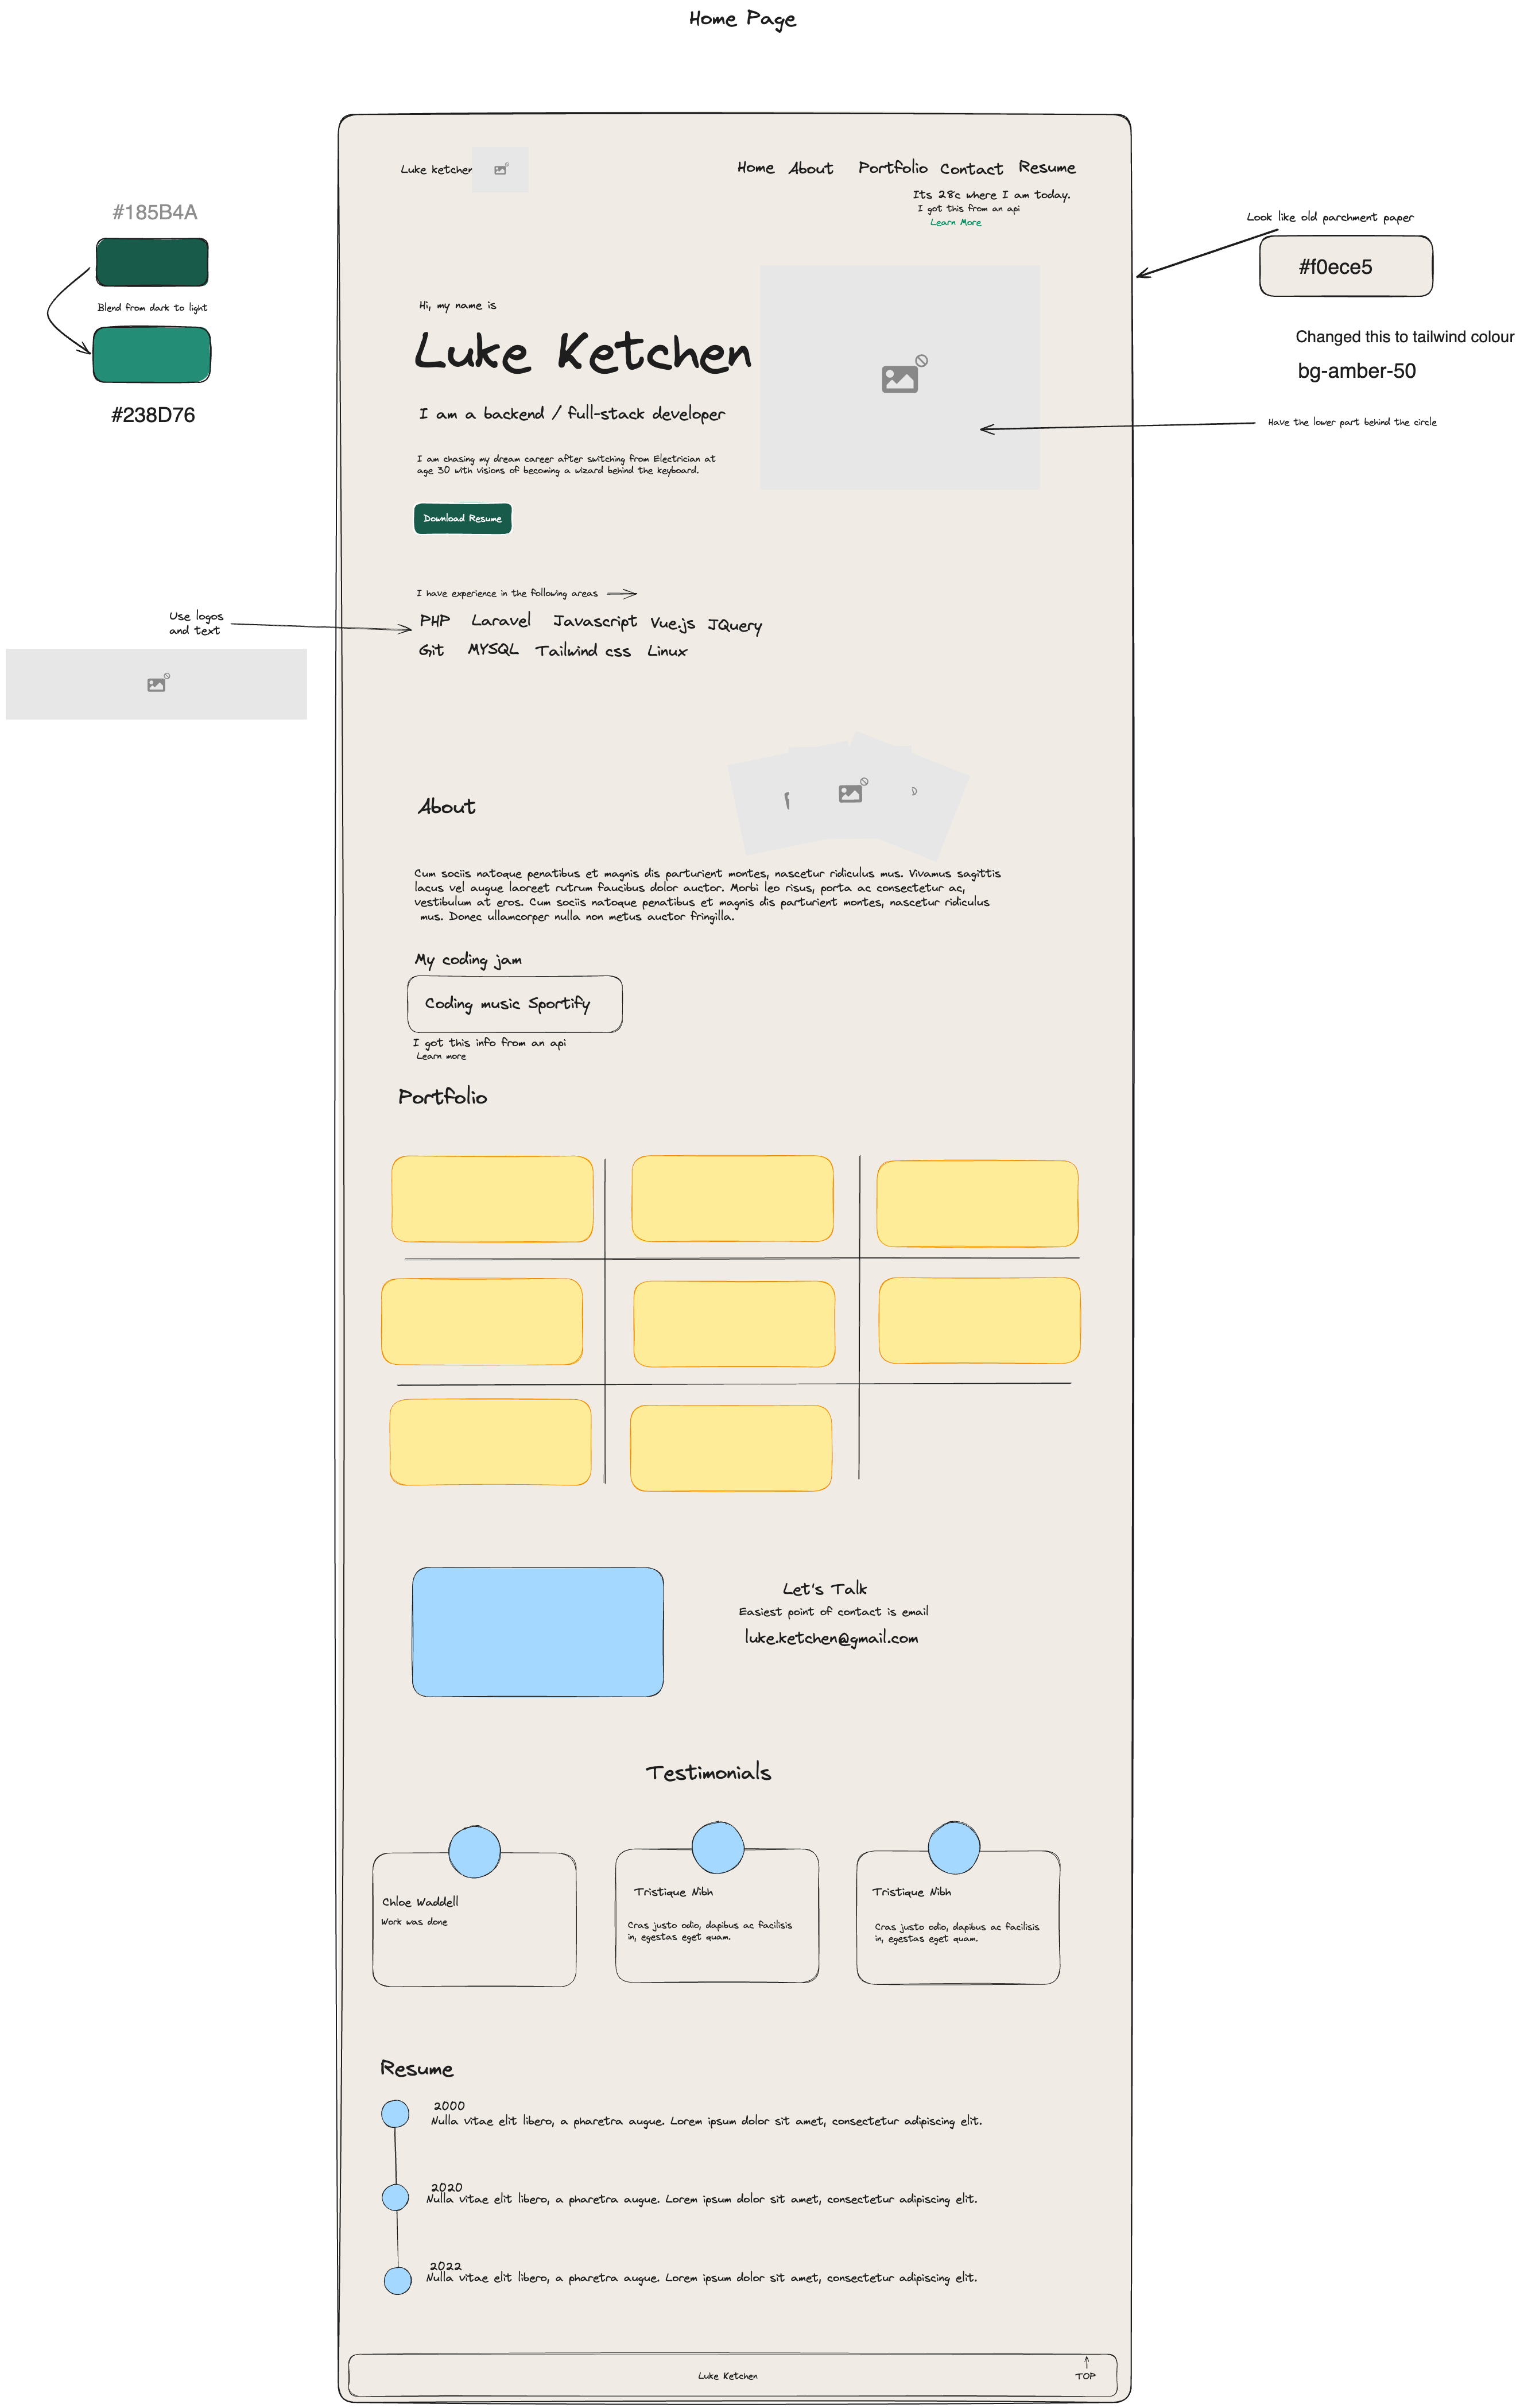 Home Page
#185B4A
Blend from dark to light
#238D76
Look like old parchment paper
#f0ece5
Changed this to tailwind colour
bg-amber-50
Have the lower part behind the circle
Use logos
and text
Luke ketchen
Home About Portfolio Contact Resume
Its 28c where I am today.
I got this from an api
Learn More
Hi, my name is
Luke Ketchen
I am a backend / full-stack developer
I am chasing my dream career after switching from Electrician at
age 30 with visions of becoming a wizard behind the keyboard.
Download Resume
I have experience in the following areas
PHP Laravel Javascript Vue.js JQuery
Git MYSQL Tailwind css Linux
About
Cum sociis natoque penatibus et magnis dis parturient montes, nascetur ridiculus mus. Vivamus sagittis
lacus vel augue laoreet rutrum faucibus dolor auctor. Morbi leo risus, porta ac consectetur ac,
vestibulum at eros. Cum sociis natoque penatibus et magnis dis parturient montes, nascetur ridiculus
mus. Donec ullamcorper nulla non metus auctor fringilla.
My coding jam
Coding music Sportify
I got this info from an api
Learn more
Portfolio
Let's Talk
Easiest point of contact is email
luke.ketchen@gmail.com
Testimonials
Chloe Waddell
Work was done
Tristique Nibh
Cras justo odio, dapibus ac facilisis
in, egestas eget quam.
Tristique Nibh
Cras justo odio, dapibus ac facilisis
in, egestas eget quam.
Resume
2000
Nulla vitae elit libero, a pharetra augue. Lorem ipsum dolor sit amet, consectetur adipiscing elit.
2020
Nulla vitae elit libero, a pharetra augue. Lorem ipsum dolor sit amet, consectetur adipiscing elit.
2022
Nulla vitae elit libero, a pharetra augue. Lorem ipsum dolor sit amet, consectetur adipiscing elit.
Luke Ketchen
TOP